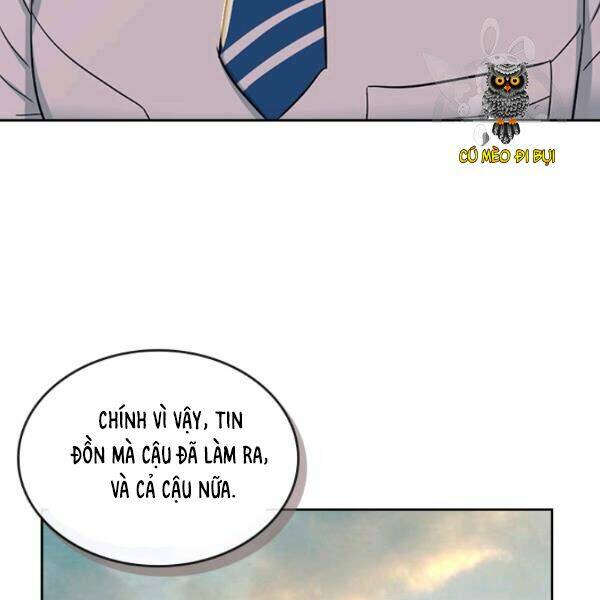 CÚ MÈO ĐI BỤI
CHÍNH VÌ VẬY, TIN
ĐỒN MÀ CẬU ĐÃ LÀM RA,
VÀ CẢ CẬU NỮA.